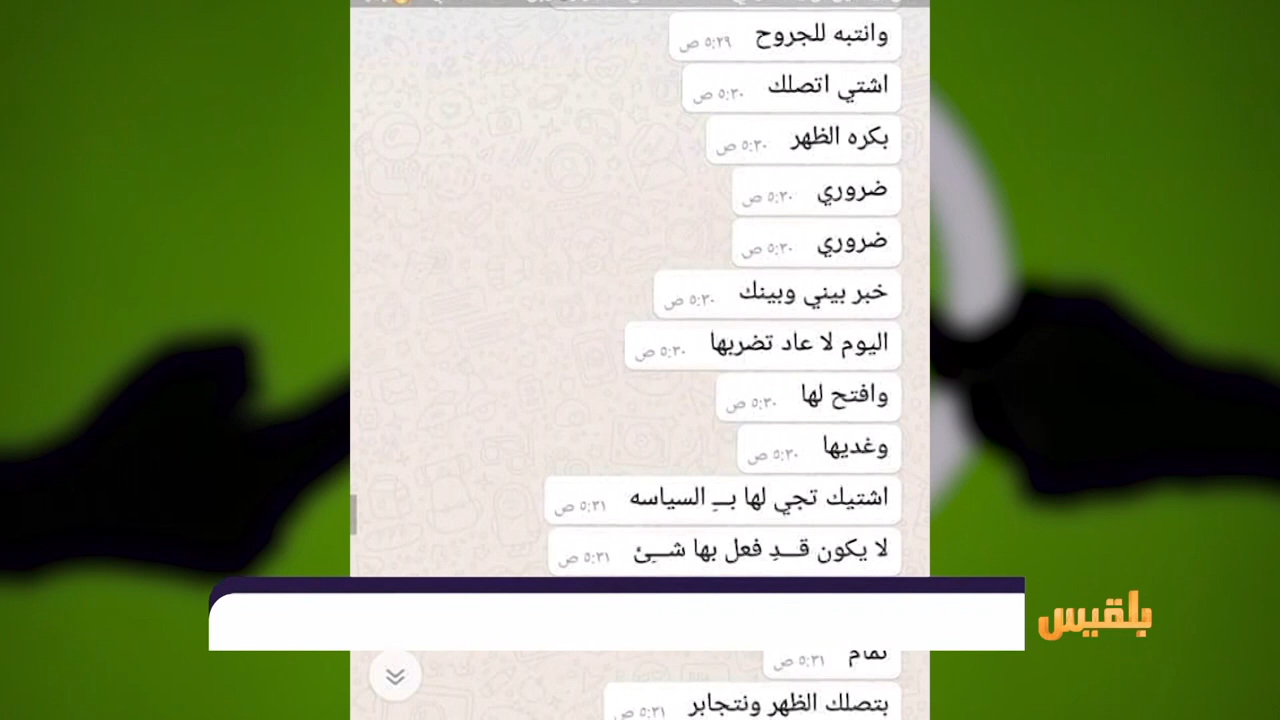 وانتبه للجروح ٥:٢٩ ص
اشتي اتصلك ٥:٣٠ ص
بكره الظهر ٥:٣٠ ص
ضروري ٥:٣٠ ص
ضروري ٥:٣٠ ص
خبر بيني وبينك ٥:٣٠ ص
اليوم لا عاد تضربها ٥:٣٠ ص
وافتح لها ٥:٣٠ ص
وغديها ٥:٣٠ ص
اشتيك تجي لها بــِ السياسه ٥:٣١ ص
لا يكون قــدِ فعل بها شــِئ ٥:٣١ ص
بلقيس
تمام ٥:٣١ ص
بتصلك الظهر ونتجابر ٥:٣١ ص